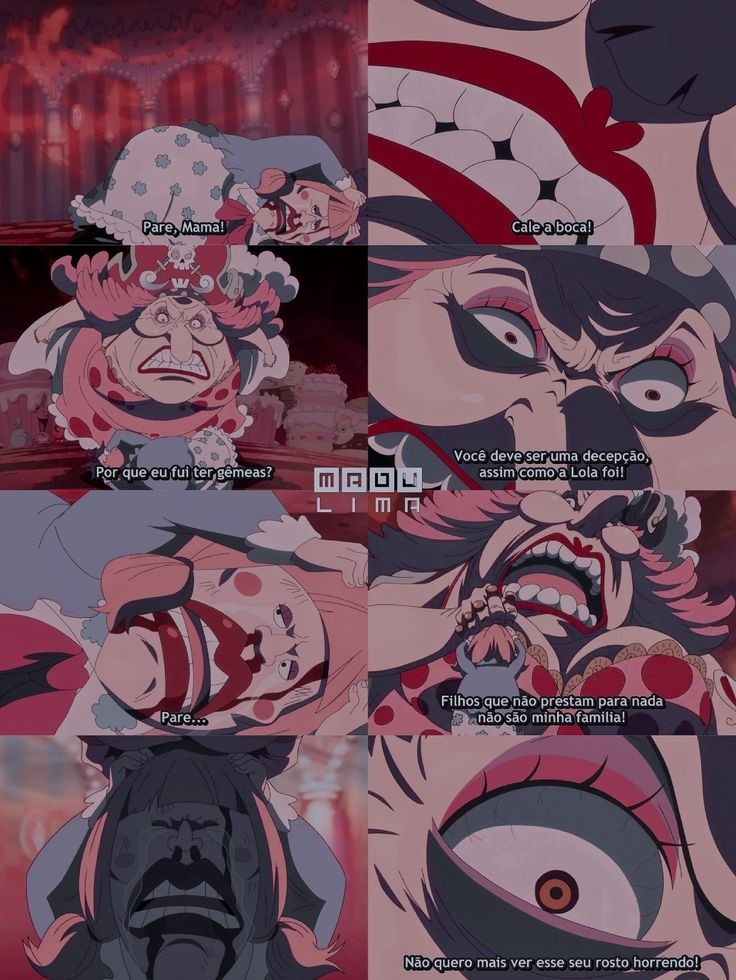 Pare, Mama!
Cale a boca!
Por que eu fui ter gêmeas?
Você deve ser uma decepção,
assim como a Lola foi!
MADU
LIMA
Pare...
Filhos que não prestam para nada
não são minha família!
Não quero mais ver esse seu rosto horrendo!